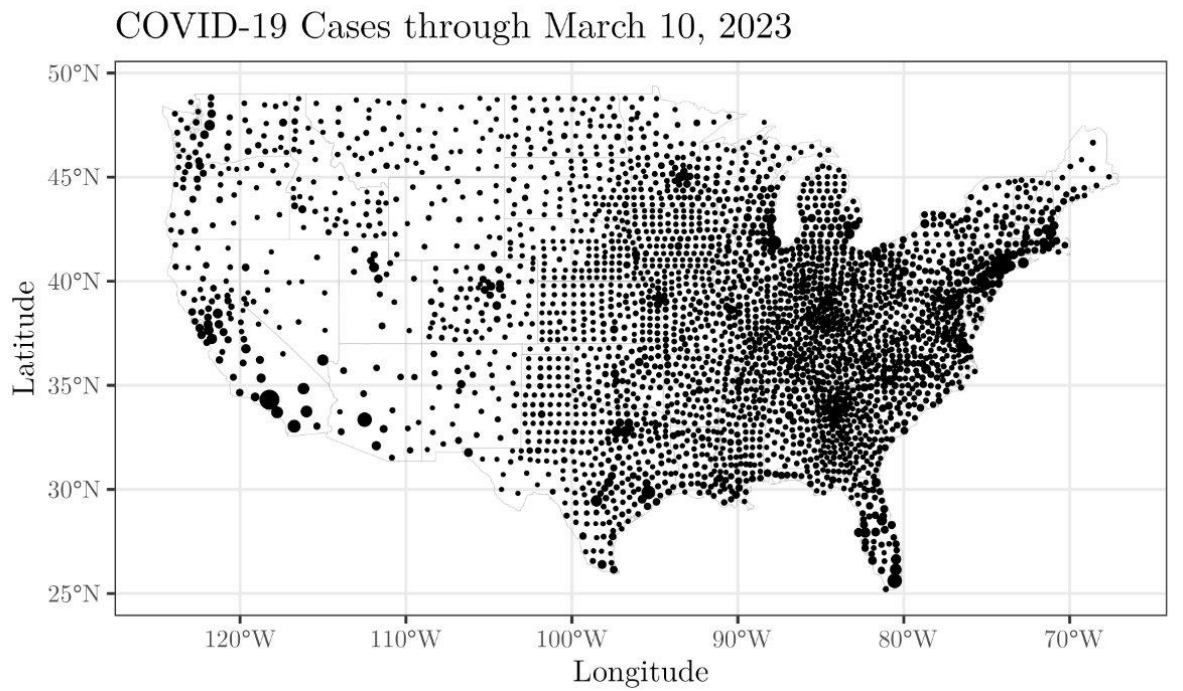 COVID-19 Cases through March 10, 2023
50°N
45°N
40°N
35°N
30°N
25°N
Latitude
120°W 110°W 100°W 90°W 80°W 70°W
Longitude